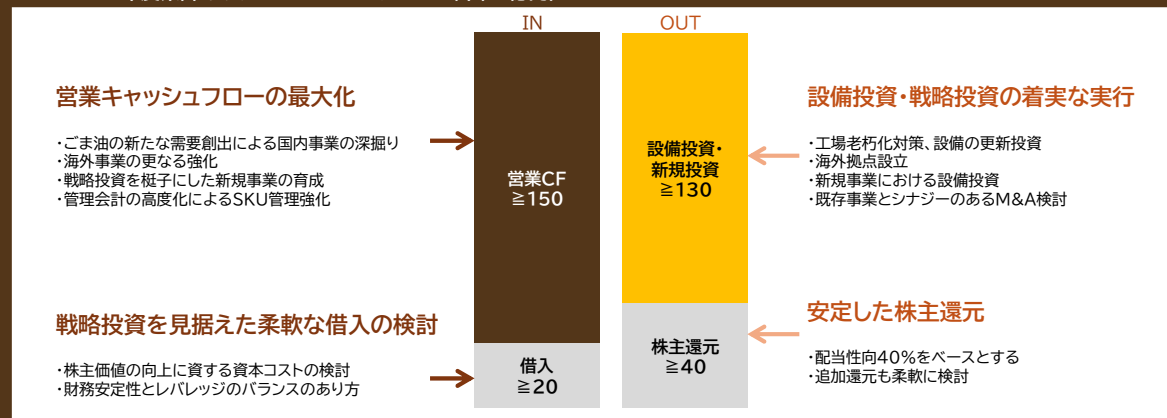 IN
OUT
営業キャッシュフローの最大化
・ごま油の新たな需要創出による国内事業の深掘り
・海外事業の更なる強化
・戦略投資を梃子にした新規事業の育成
・管理会計の高度化によるSKU管理強化
戦略投資を見据えた柔軟な借入の検討
・株主価値の向上に資する資本コストの検討
・財務安定性とレバレッジのバランスのあり方
営業CF
≧150
借入
≧20
設備投資・
新規投資
≧130
株主還元
≧40
設備投資・戦略投資の着実な実行
・工場老朽化対策、設備の更新投資
・海外拠点設立
・新規事業における設備投資
・既存事業とシナジーのあるM&A検討
安定した株主還元
・配当性向40%をベースとする
・追加還元も柔軟に検討